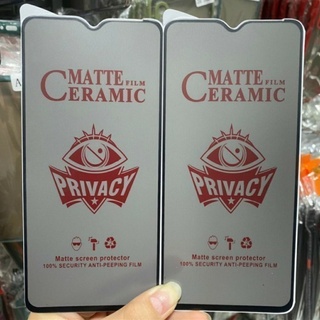 MATTE
FILM
CERAMIC
PRIVACY
Matte screen protector
100% SECURITY ANTI-PEEPING FILM
MATTE
FILM
CERAMIC
PRIVACY
Matte screen protector
100% SECURITY ANTI-PEEPING FILM